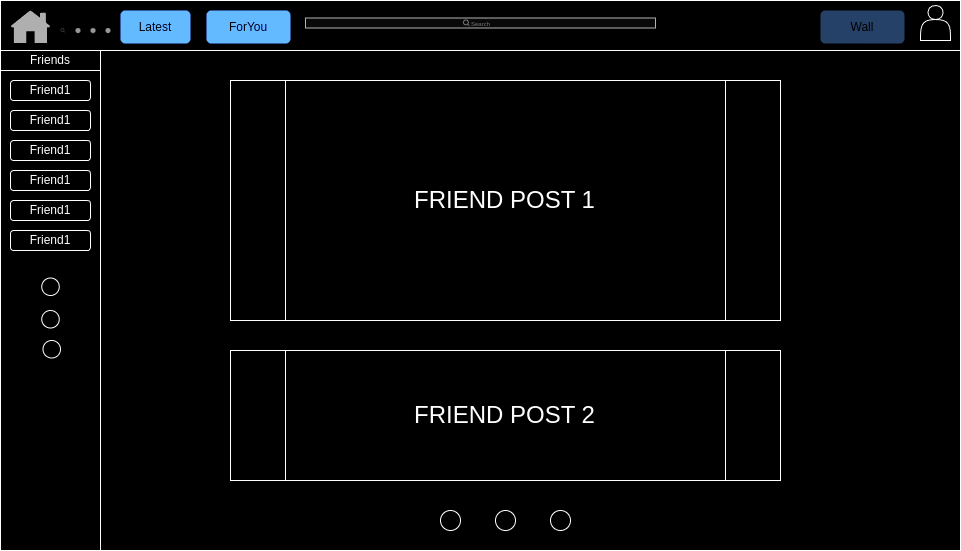 Latest
ForYou
Search
Wall
Friends
Friend1
Friend1
Friend1
Friend1
Friend1
Friend1
FRIEND POST 1
FRIEND POST 2